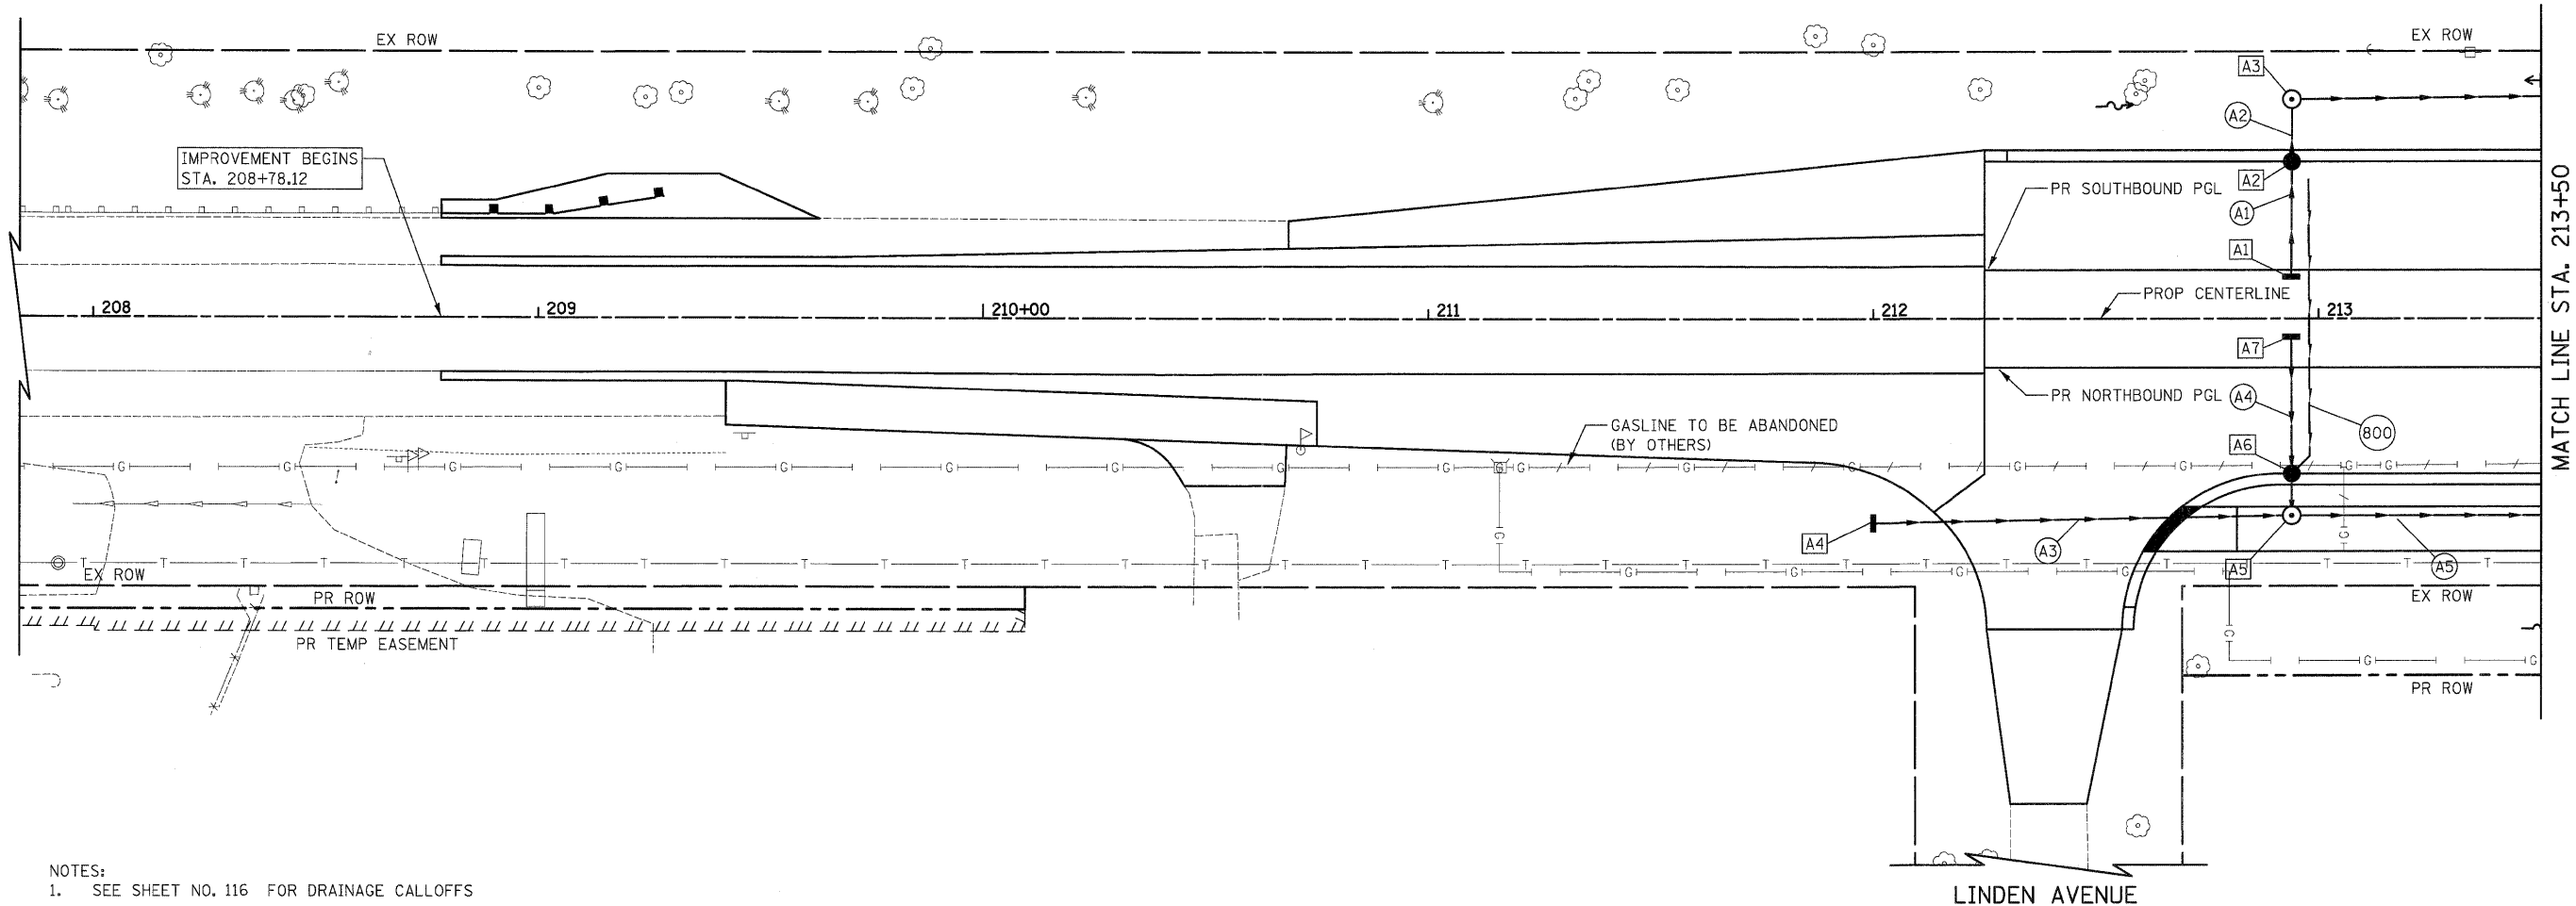 EX ROW
EX ROW
A3
A2
IMPROVEMENT BEGINS
STA. 208+78.12
A2
PR SOUTHBOUND PGL
A1
A1
MATCH LINE STA. 213+50
PROP CENTERLINE
208
209
210+00
211
212
213
A7
PR NORTHBOUND PGL
A4
GASLINE TO BE ABANDONED
(BY OTHERS)
800
A6
G G G G G G G G G G G G G G G G
A4
A3
G
G
A5
A5
T T T T T T T T T T T T T T T T T T T T T T T T T T T T T
EX ROW
G G G G
PR ROW
EX ROW
G
PR TEMP EASEMENT
G G
PR ROW
NOTES:
1. SEE SHEET NO. 116 FOR DRAINAGE CALLOFFS
LINDEN AVENUE